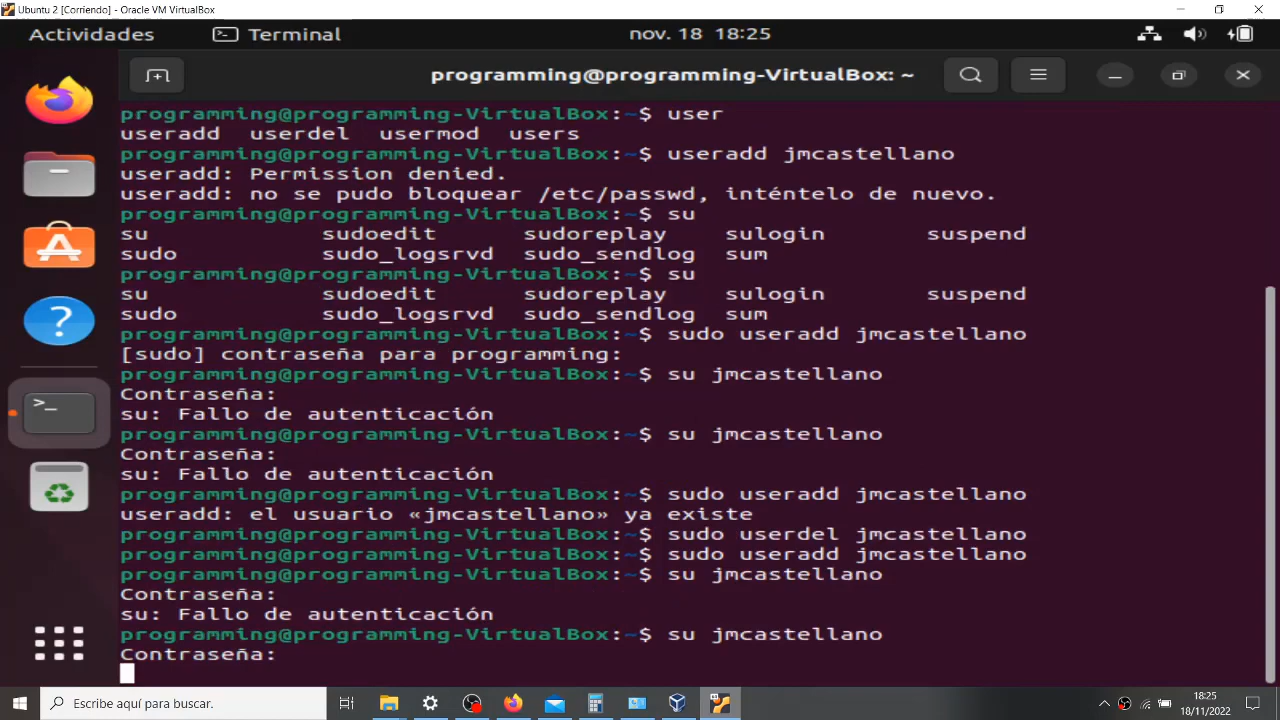 Ubuntu 2 [Corriendo] - Oracle VM VirtualBox
Actividades Terminal nov. 18 18:25
programming@programming-VirtualBox: ~
programming@programming-VirtualBox:~$ user
useradd userdel usermod users
programming@programming-VirtualBox:~$ useradd jmcastellano
useradd: Permission denied.
useradd: no se pudo bloquear /etc/passwd, inténtelo de nuevo.
programming@programming-VirtualBox:~$ su
su sudoedit sudoreplay sulogin suspend
sudo sudo_logsrvd sudo_sendlog sum
programming@programming-VirtualBox:~$ su
su sudoedit sudoreplay sulogin suspend
sudo sudo_logsrvd sudo_sendlog sum
programming@programming-VirtualBox:~$ sudo useradd jmcastellano
[sudo] contraseña para programming:
programming@programming-VirtualBox:~$ su jmcastellano
Contraseña:
su: Fallo de autenticación
programming@programming-VirtualBox:~$ su jmcastellano
Contraseña:
su: Fallo de autenticación
programming@programming-VirtualBox:~$ sudo useradd jmcastellano
useradd: el usuario «jmcastellano» ya existe
programming@programming-VirtualBox:~$ sudo userdel jmcastellano
programming@programming-VirtualBox:~$ sudo useradd jmcastellano
programming@programming-VirtualBox:~$ su jmcastellano
Contraseña:
su: Fallo de autenticación
programming@programming-VirtualBox:~$ su jmcastellano
Contraseña:
Escribe aquí para buscar.
18:25
18/11/2022